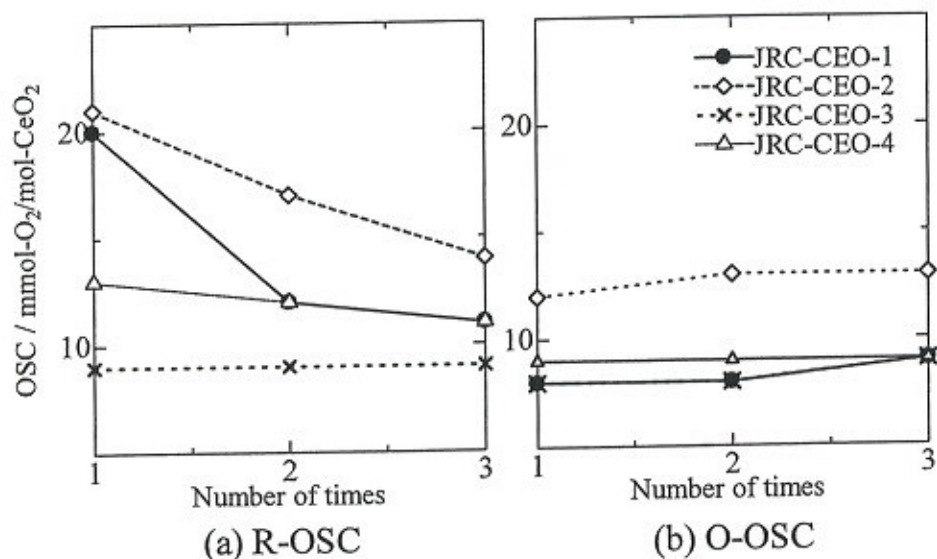 OSC / mmol-O₂/mol-CeO₂
20
10
1
2
3
Number of times
(a) R-OSC
JRC-CEO-1
JRC-CEO-2
JRC-CEO-3
JRC-CEO-4
20
10
1
2
3
Number of times
(b) O-OSC